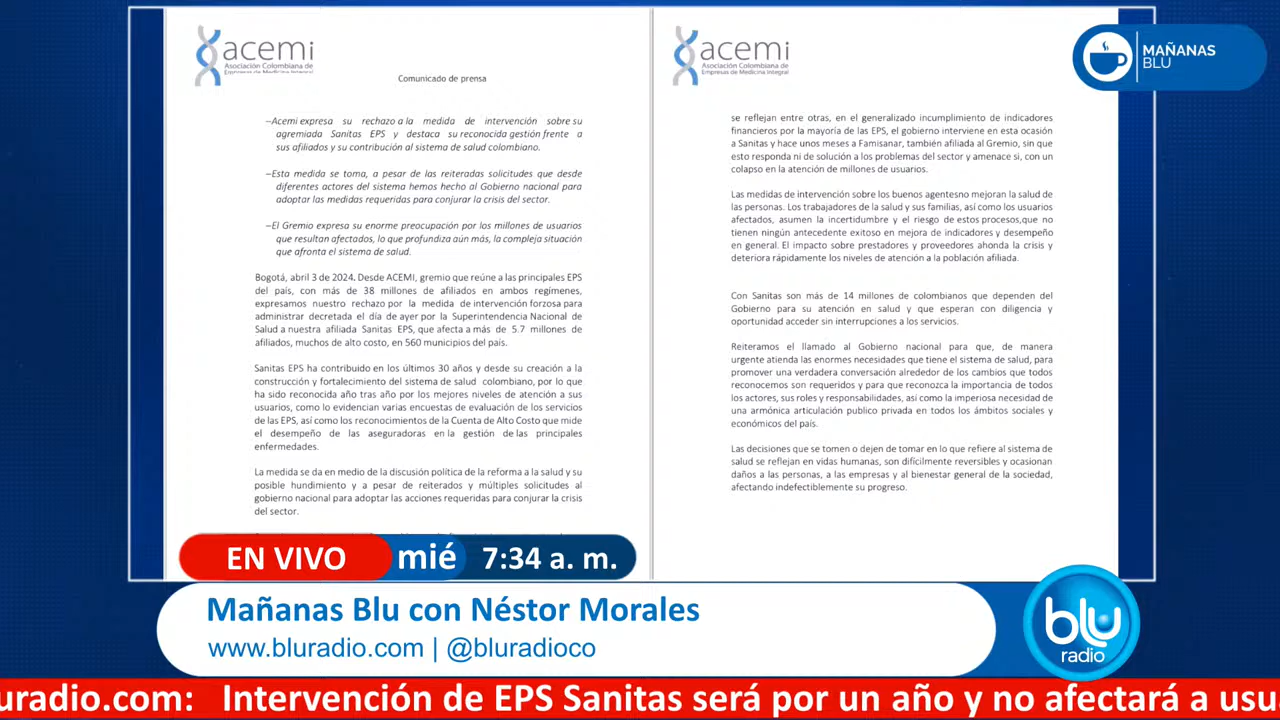 acemi
Asociación Colombiana de
Empresas de Medicina Integral
Comunicado de prensa
–Acemi expresa su rechazo a la medida de intervención sobre su
agremiada Sanitas EPS y destaca su reconocida gestión frente a
sus afiliados y su contribución al sistema de salud colombiano.
–Esta medida se toma, a pesar de las reiteradas solicitudes que desde
diferentes actores del sistema hemos hecho al Gobierno nacional para
adoptar las medidas requeridas para conjurar la crisis del sector.
–El Gremio expresa su enorme preocupación por los millones de usuarios
que resultan afectados, lo que profundiza aún más, la compleja situación
que afronta el sistema de salud.
Bogotá, abril 3 de 2024. Desde ACEMI, gremio que reúne a las principales EPS
del país, con más de 38 millones de afiliados en ambos regímenes,
expresamos nuestro rechazo por la medida de intervención forzosa para
administrar decretada el día de ayer por la Superintendencia Nacional de
Salud a nuestra afiliada Sanitas EPS, que afecta a más de 5.7 millones de
afiliados, muchos de alto costo, en 560 municipios del país.
Sanitas EPS ha contribuido en los últimos 30 años y desde su creación a la
construcción y fortalecimiento del sistema de salud colombiano, por lo que
ha sido reconocida año tras año por los mejores niveles de atención a sus
usuarios, como lo evidencian varias encuestas de evaluación de los servicios
de las EPS, así como los reconocimientos de la Cuenta de Alto Costo que mide
el desempeño de las aseguradoras en la gestión de las principales
enfermedades.
La medida se da en medio de la discusión política de la reforma a la salud y su
posible hundimiento y a pesar de reiterados y múltiples solicitudes al
gobierno nacional para adoptar las acciones requeridas para conjurar la crisis
del sector.
acemi
Asociación Colombiana de
Empresas de Medicina Integral
se reflejan entre otras, en el generalizado incumplimiento de indicadores
financieros por la mayoría de las EPS, el gobierno interviene en esta ocasión
a Sanitas y hace unos meses a Famisanar, también afiliada al Gremio, sin que
esto responda ni de solución a los problemas del sector y amenace si, con un
colapso en la atención de millones de usuarios.
Las medidas de intervención sobre los buenos agentesno mejoran la salud de
las personas. Los trabajadores de la salud y sus familias, así como los usuarios
afectados, asumen la incertidumbre y el riesgo de estos procesos,que no
tienen ningún antecedente exitoso en mejora de indicadores y desempeño
en general. El impacto sobre prestadores y proveedores ahonda la crisis y
deteriora rápidamente los niveles de atención a la población afiliada.
Con Sanitas son más de 14 millones de colombianos que dependen del
Gobierno para su atención en salud y que esperan con diligencia y
oportunidad acceder sin interrupciones a los servicios.
Reiteramos el llamado al Gobierno nacional para que, de manera
urgente atienda las enormes necesidades que tiene el sistema de salud, para
promover una verdadera conversación alrededor de los cambios que todos
reconocemos son requeridos y para que reconozca la importancia de todos
los actores, sus roles y responsabilidades, así como la imperiosa necesidad de
una armónica articulación publico privada en todos los ámbitos sociales y
económicos del país.
Las decisiones que se tomen o dejen de tomar en lo que refiere al sistema de
salud se reflejan en vidas humanas, son difícilmente reversibles y ocasionan
daños a las personas, a las empresas y al bienestar general de la sociedad,
afectando indefectiblemente su progreso.
MAÑANAS
BLU
EN VIVO mié 7:34 a. m.
Mañanas Blu con Néstor Morales
www.bluradio.com | @bluradioco
blu
radio
luradio.com: Intervención de EPS Sanitas será por un año y no afectará a usu